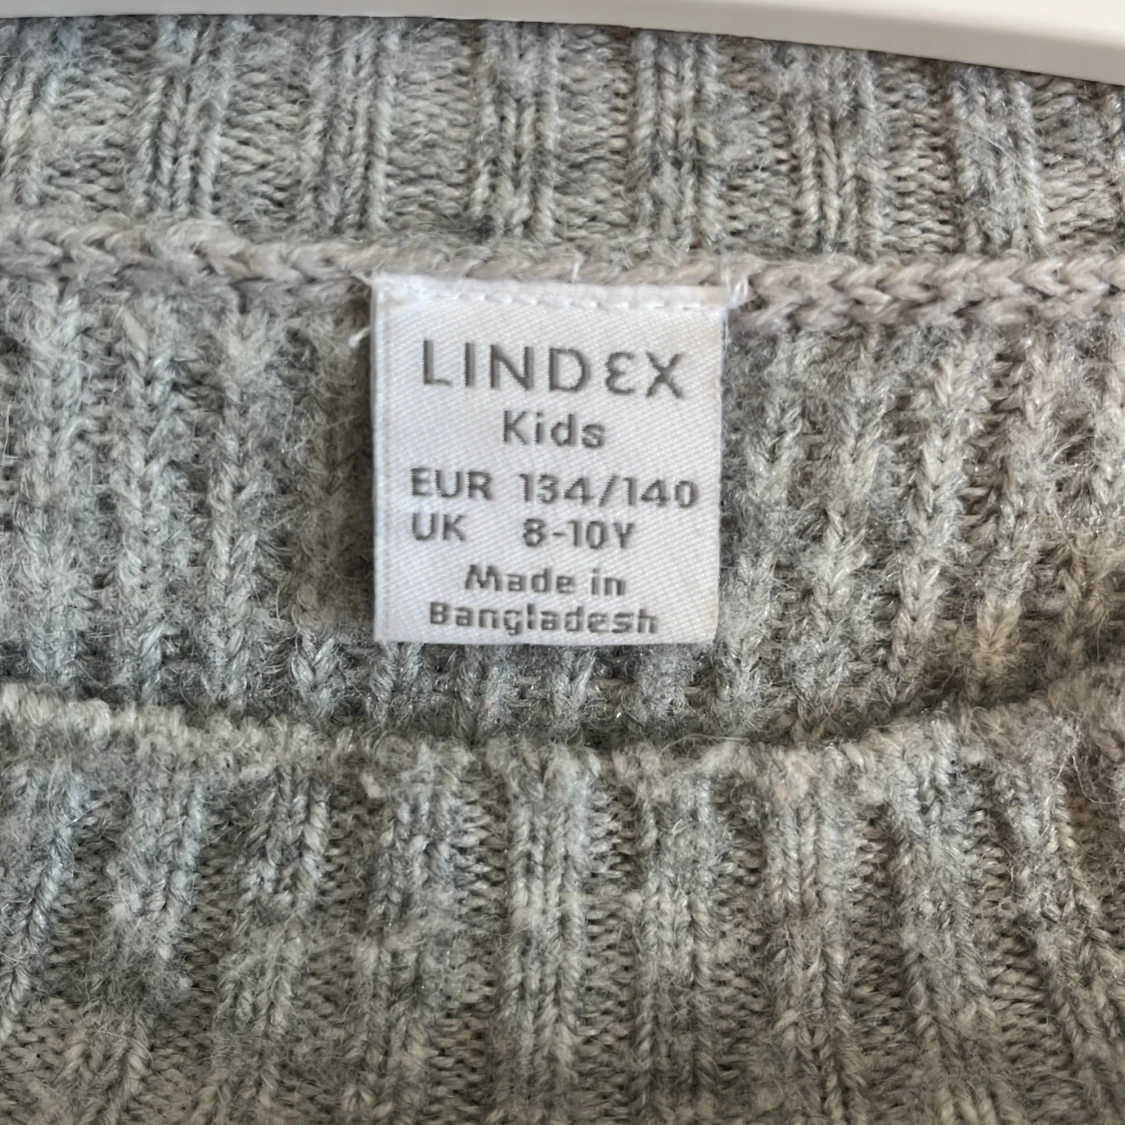 LINDEX
Kids
EUR 134/140
UK 8-10Y
Made in
Bangladesh